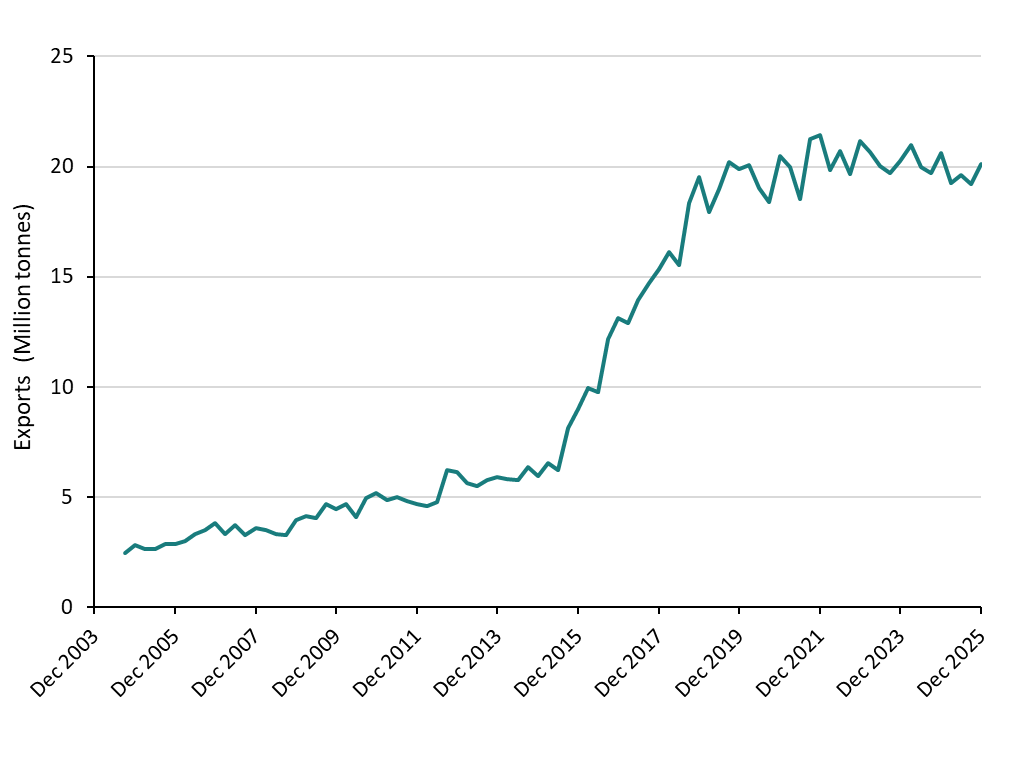 25
20
15
10
5
0
Exports (Million tonnes)
Dec 2003
Dec 2005
Dec 2007
Dec 2009
Dec 2011
Dec 2013
Dec 2015
Dec 2017
Dec 2019
Dec 2021
Dec 2023
Dec 2025